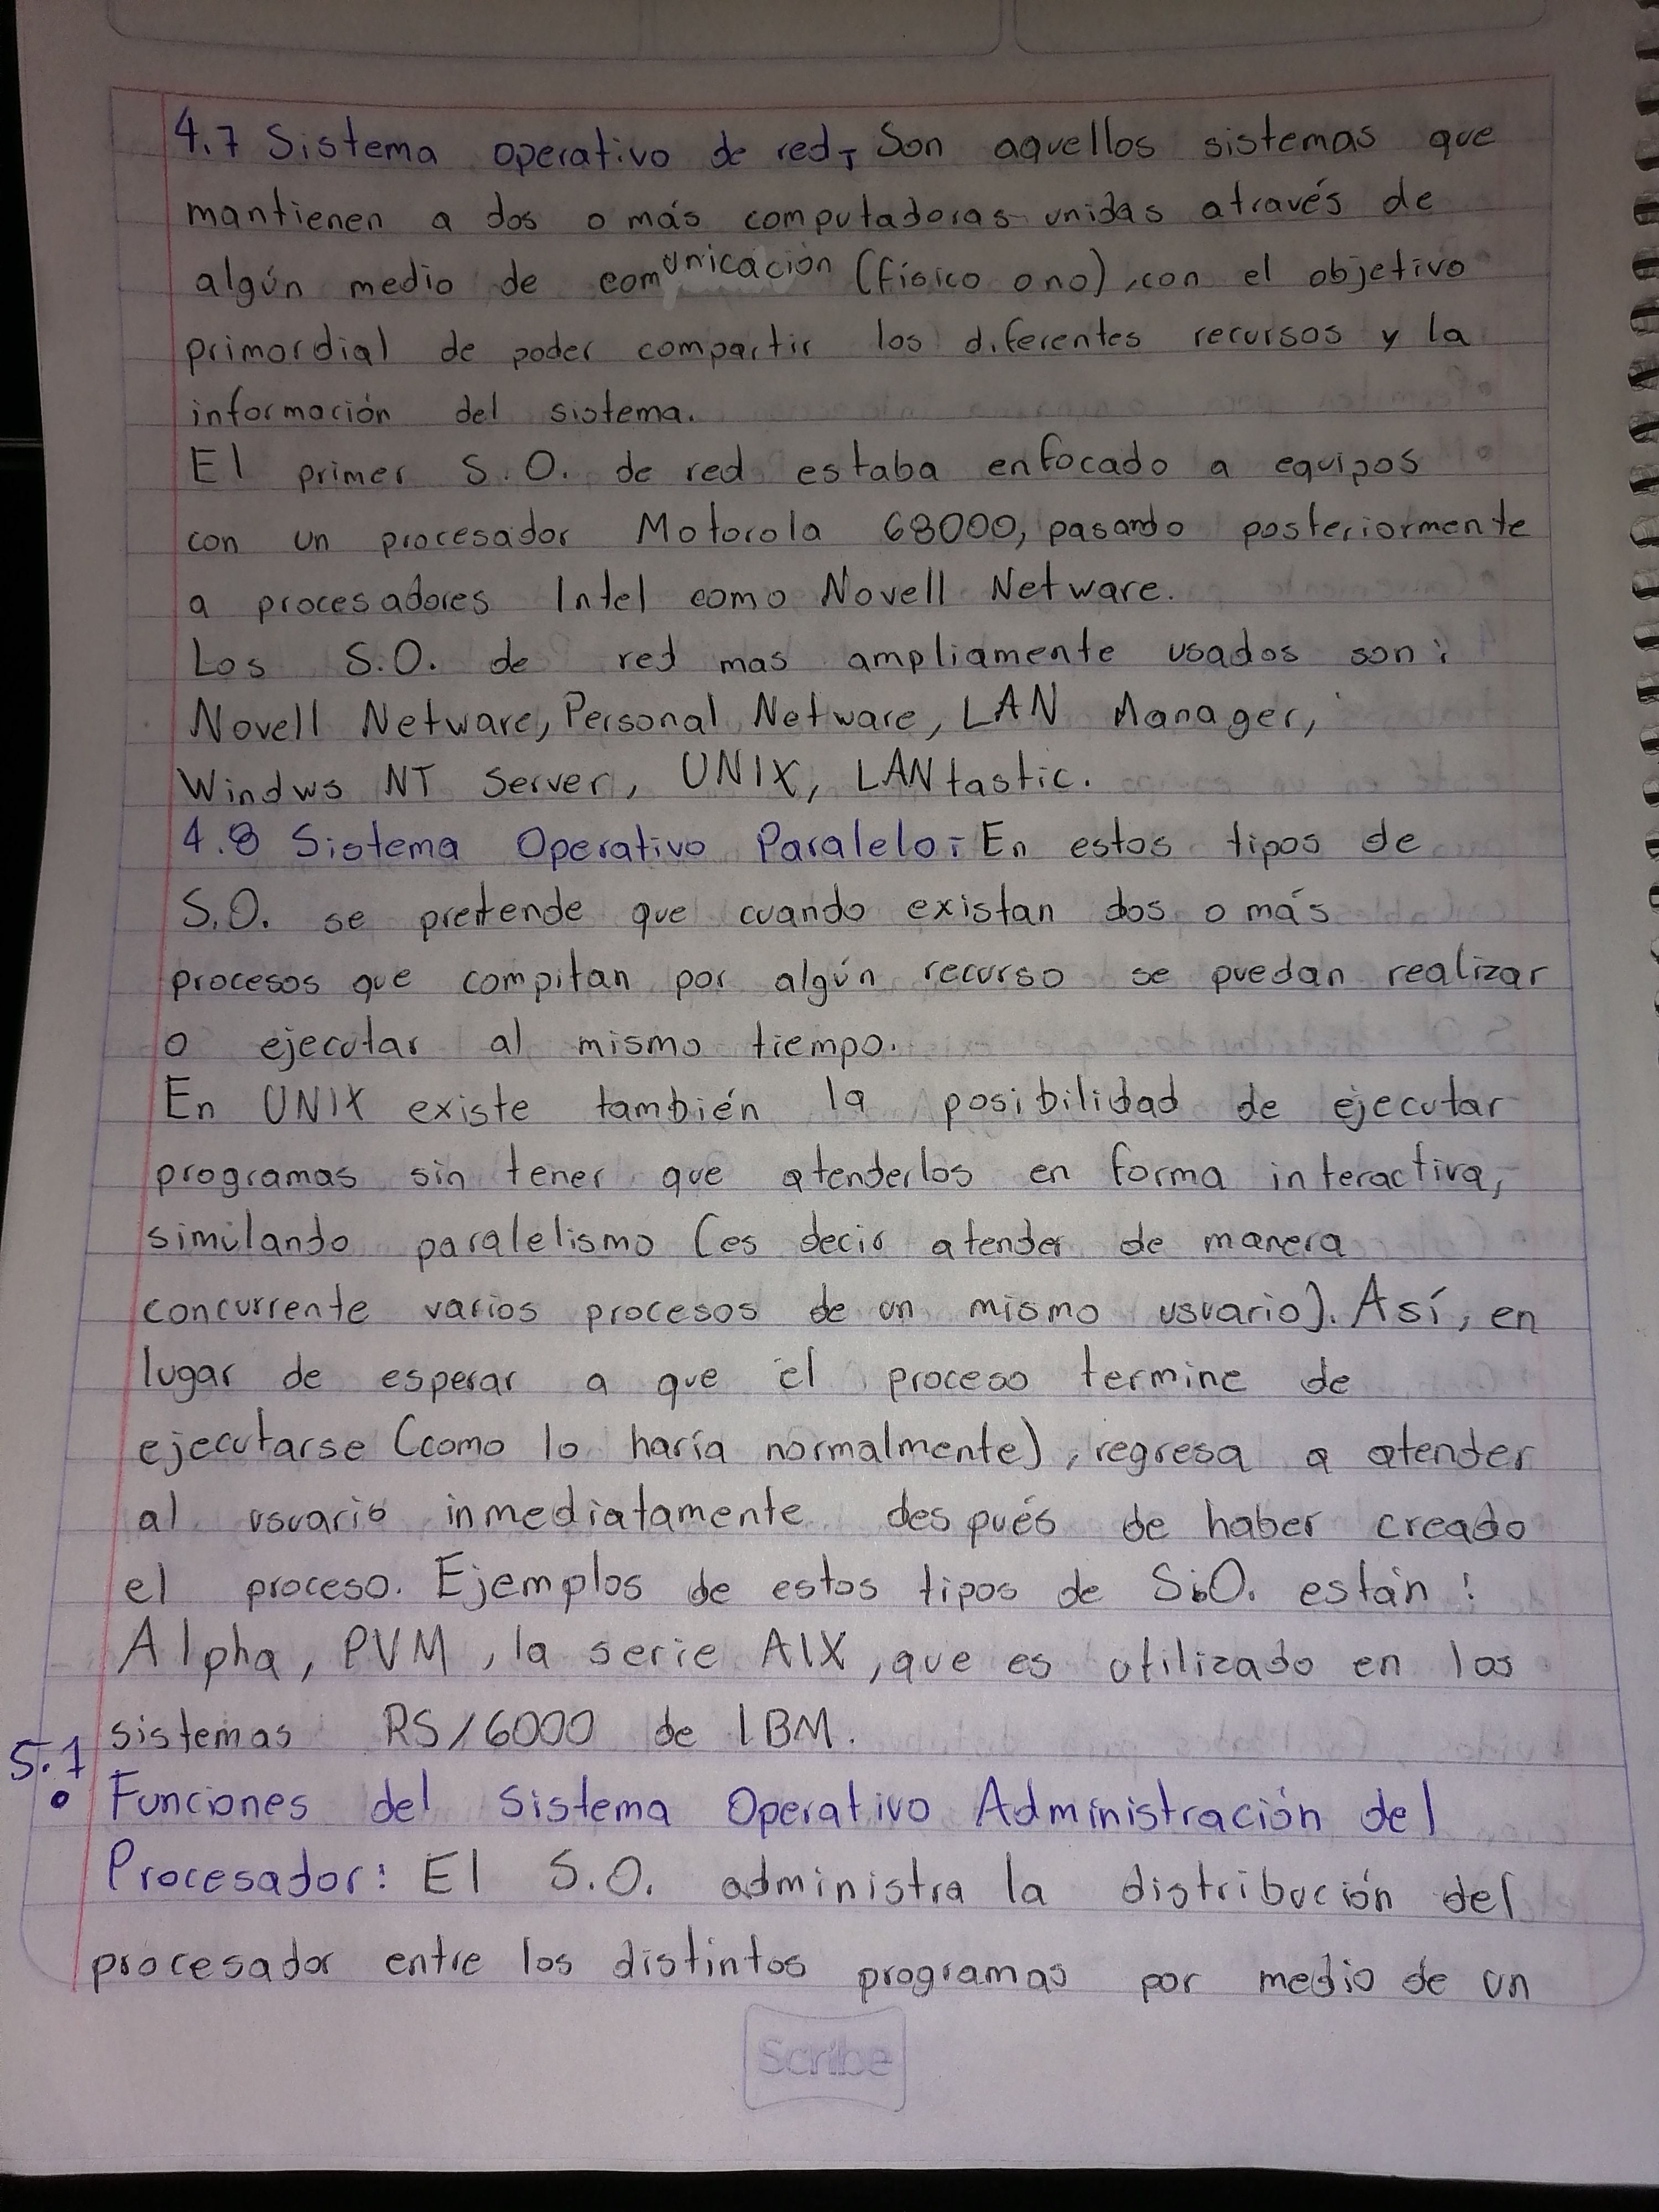 4.7 Sistema operativo de red, Son aquellos sistemas que
mantienen a dos o más computadoras unidas através de
algún medio de comunicación (físico o no), con el objetivo
primordial de poder compartir los diferentes recursos y la
información del sistema.
El primer S.O. de red estaba enfocado a equipos
con un procesador Motorola 68000, pasando posteriormente
a procesadores Intel como Novell Netware.
Los S.O. de red mas ampliamente usados son:
Novell Netware, Personal Netware, LAN Manager,
Windws NT Server, UNIX, LANtastic.
4.8 Sistema Operativo Paralelo: En estos tipos de
S.O. se pretende que cuando existan dos o más
procesos que compitan por algún recurso se puedan realizar
o ejecutar al mismo tiempo.
En UNIX existe también la posibilidad de ejecutar
programas sin tener que atenderlos en forma interactiva,
similando paralelismo (es decir atender de manera
concurrente varios procesos de un mismo usuario). Así, en
lugar de esperar a que el proceso termine de
ejecutarse (como lo haría normalmente), regresa a atender
al usuario inmediatamente después de haber creado
el proceso. Ejemplos de estos tipos de S.O. están:
Alpha, PVM, la serie AIX, que es utilizado en los
sistemas RS/6000 de IBM.
5.1
• Funciones del Sistema Operativo Administración del
Procesador: El S.O. administra la distribución del
procesador entre los distintos programas por medio de un
Scribe